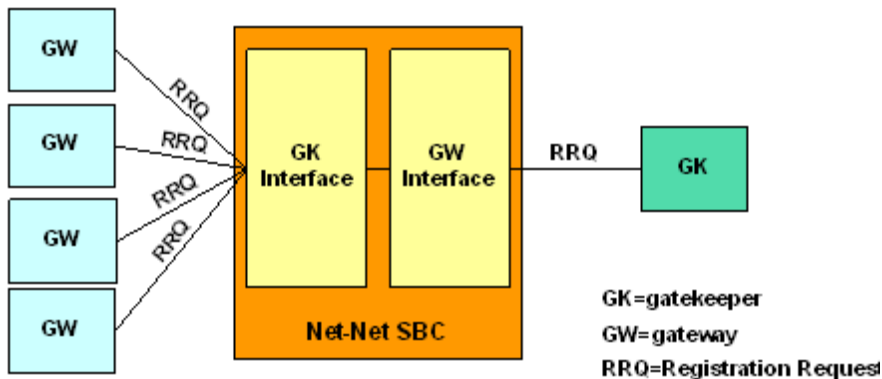 GW
GW
GW
GW
RRQ
RRQ
RRQ
RRQ
GK
Interface
GW
Interface
Net-Net SBC
RRQ
GK
GK=gatekeeper
GW=gateway
RRQ=Registration Request